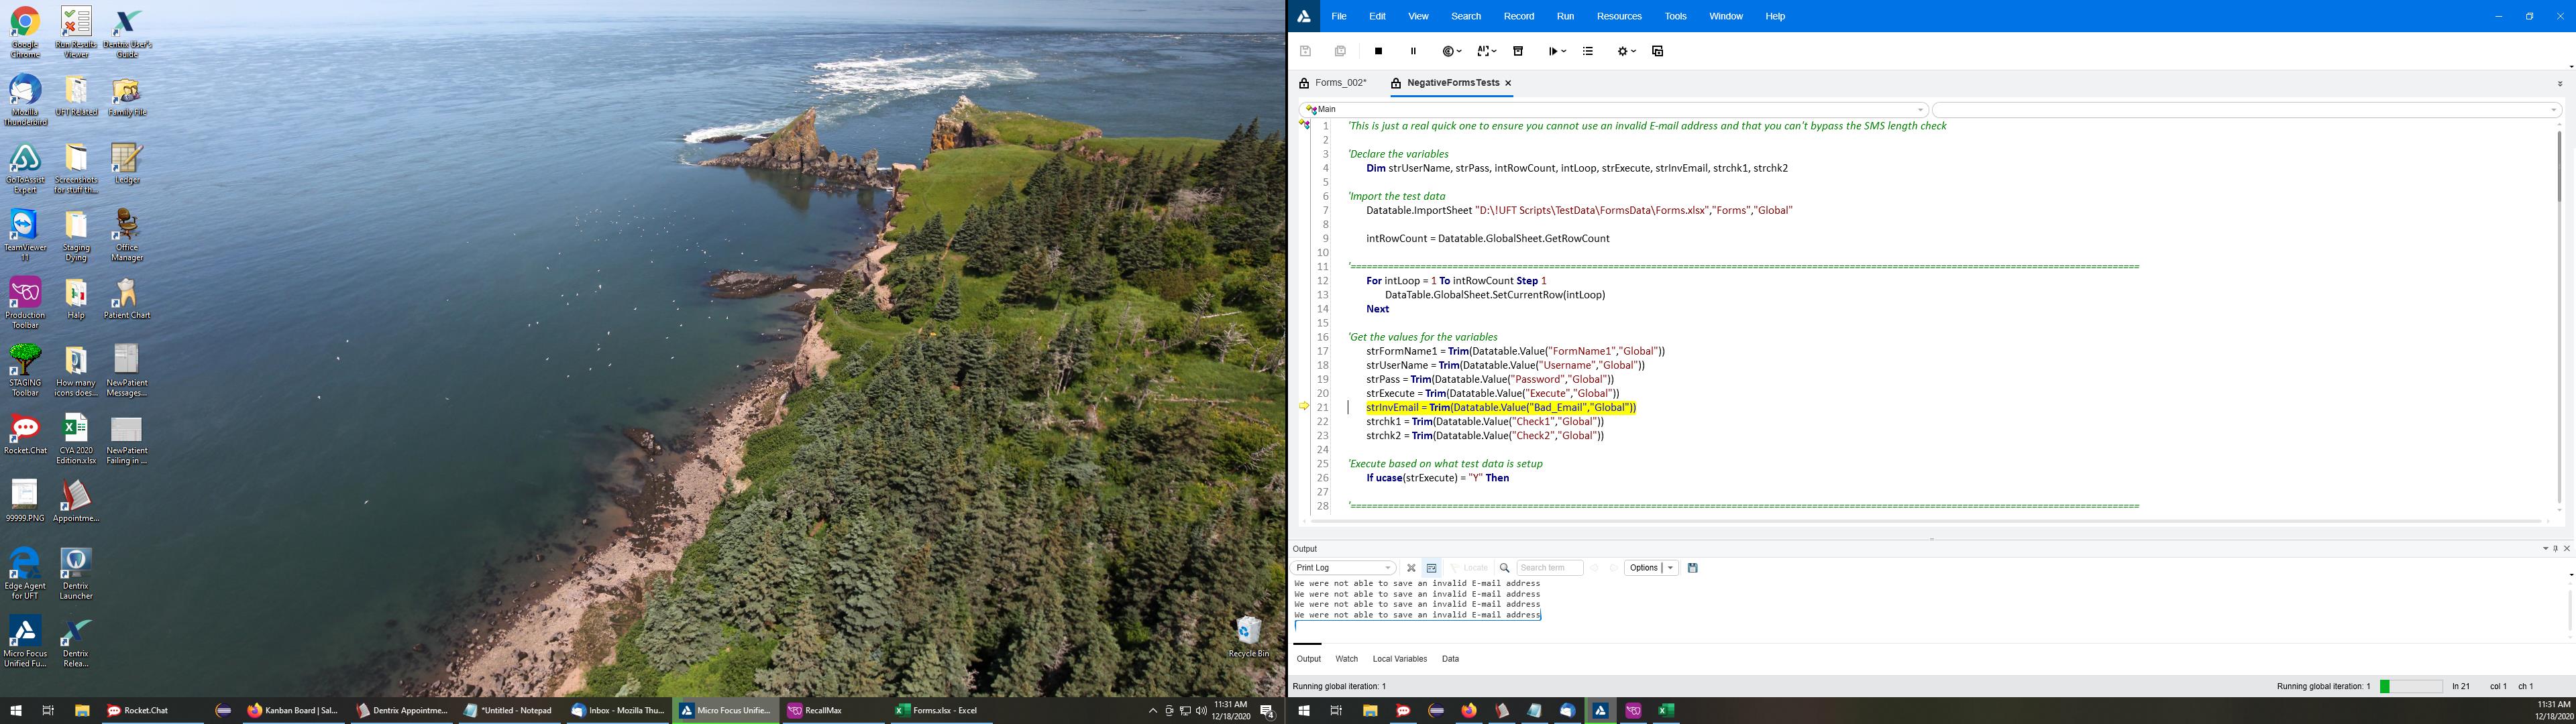 Google Chrome
Run Results Viewer
Dentrix User's Guide
Mozilla Thunderbird
UFT Related
Family File
GoToAssist Expert
Screenshots for stuff th...
Ledger
TeamViewer 11
Staging Dying
Office Manager
Production Toolbar
Halp
Patient Chart
STAGING Toolbar
How many icons does...
NewPatient Messages...
Rocket.Chat
CYA 2020 Edition.xlsx
NewPatient Failing in ...
99999.PNG
Appointme...
Edge Agent for UFT
Dentrix Launcher
Micro Focus Unified Fu...
Dentrix Relea...
Recycle Bin
Rocket.Chat
Kanban Board | Sal...
Dentrix Appointme...
*Untitled - Notepad
Inbox - Mozilla Thu...
Micro Focus Unifie...
RecallMax
Forms.xlsx - Excel
11:31 AM
12/18/2020
4
File Edit View Search Record Run Resources Tools Window Help
Forms_002*
NegativeFormsTests
Main
1 'This is just a real quick one to ensure you cannot use an invalid E-mail address and that you can't bypass the SMS length check
2
3 'Declare the variables
4 Dim strUserName, strPass, intRowCount, intLoop, strExecute, strInvEmail, strchk1, strchk2
5
6 'Import the test data
7 Datatable.ImportSheet "D:\!UFT Scripts\TestData\FormsData\Forms.xlsx","Forms","Global"
8
9 intRowCount = Datatable.GlobalSheet.GetRowCount
10
11 '
12 For intLoop = 1 To intRowCount Step 1
13 DataTable.GlobalSheet.SetCurrentRow(intLoop)
14 Next
15
16 'Get the values for the variables
17 strFormName1 = Trim(Datatable.Value("FormName1","Global"))
18 strUserName = Trim(Datatable.Value("Username","Global"))
19 strPass = Trim(Datatable.Value("Password","Global"))
20 strExecute = Trim(Datatable.Value("Execute","Global"))
21 strInvEmail = Trim(Datatable.Value("Bad_Email","Global"))
22 strchk1 = Trim(Datatable.Value("Check1","Global"))
23 strchk2 = Trim(Datatable.Value("Check2","Global"))
24
25 'Execute based on what test data is setup
26 If ucase(strExecute) = "Y" Then
27
28 '
Output
Print Log
Locate
Search term
Options
We were not able to save an invalid E-mail address
We were not able to save an invalid E-mail address
We were not able to save an invalid E-mail address
We were not able to save an invalid E-mail address
Output Watch Local Variables Data
Running global iteration: 1
Running global iteration: 1
ln 21 col 1 ch 1
11:31 AM
12/18/2020